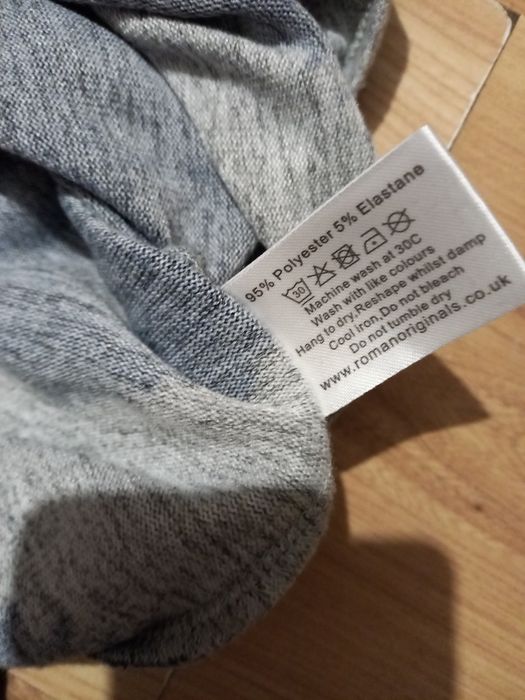 95% Polyester 5% Elastane
30
Machine wash at 30C
Wash with like colours
Hang to dry.Reshape whilst damp
Cool iron.Do not bleach
Do not tumble dry
www.romanoriginals.co.uk